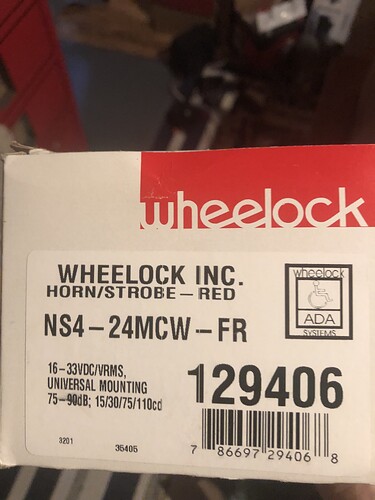 wheelock
WHEELOCK INC.
HORN/STROBE – RED
NS4 – 24MCW – FR
wheelock
ADA
SYSTEMS
16–33VDC/VRMS,
UNIVERSAL MOUNTING
75–90dB; 15/30/75/110cd
129406
3201
35405
7 86697 29406 8